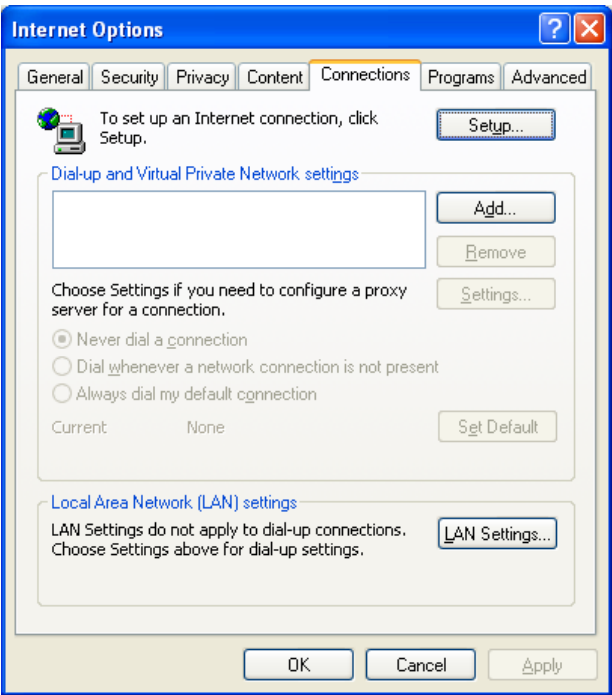 Internet Options
General Security Privacy Content Connections Programs Advanced
To set up an Internet connection, click
Setup.
Setup...
Dial-up and Virtual Private Network settings
Add...
Remove
Choose Settings if you need to configure a proxy
server for a connection.
Settings...
Never dial a connection
Dial whenever a network connection is not present
Always dial my default connection
Current None
Set Default
Local Area Network (LAN) settings
LAN Settings do not apply to dial-up connections.
Choose Settings above for dial-up settings.
LAN Settings...
OK Cancel Apply